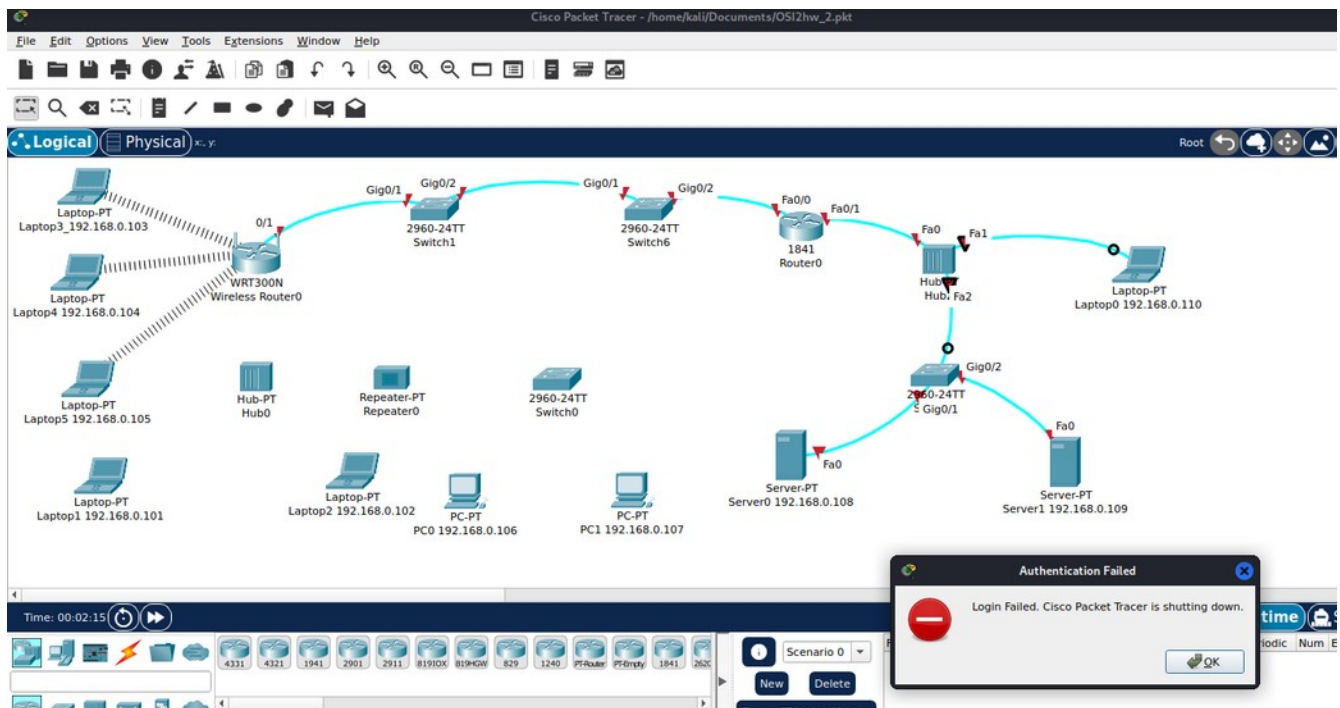 Cisco Packet Tracer - /home/kali/Documents/OSI2hw_2.pkt
File Edit Options View Tools Extensions Window Help
Logical Physical x:, y: Root
Laptop-PT
Laptop3_192.168.0.103
Laptop-PT
Laptop4 192.168.0.104
Laptop-PT
Laptop5 192.168.0.105
0/1
WRT300N
Wireless Router0
Gig0/1 Gig0/2
2960-24TT
Switch1
Gig0/1 Gig0/2
2960-24TT
Switch6
Fa0/0 Fa0/1
1841
Router0
Fa0 Fa1
Fa2
Laptop-PT
Laptop0 192.168.0.110
Hub-PT
Hub0
Repeater-PT
Repeater0
2960-24TT
Switch0
Gig0/2
2960-24TT
Gig0/1
Fa0
Server-PT
Server0 192.168.0.108
Fa0
Server-PT
Server1 192.168.0.109
Laptop-PT
Laptop1 192.168.0.101
Laptop-PT
Laptop2 192.168.0.102
PC-PT
PC0 192.168.0.106
PC-PT
PC1 192.168.0.107
Authentication Failed
Login Failed. Cisco Packet Tracer is shutting down.
OK
Time: 00:02:15
time
4331 4321 1941 2901 2911 819IOX 819HGW 829 1240 PT-Router PT-Empty 1841
Scenario 0
New Delete
Num